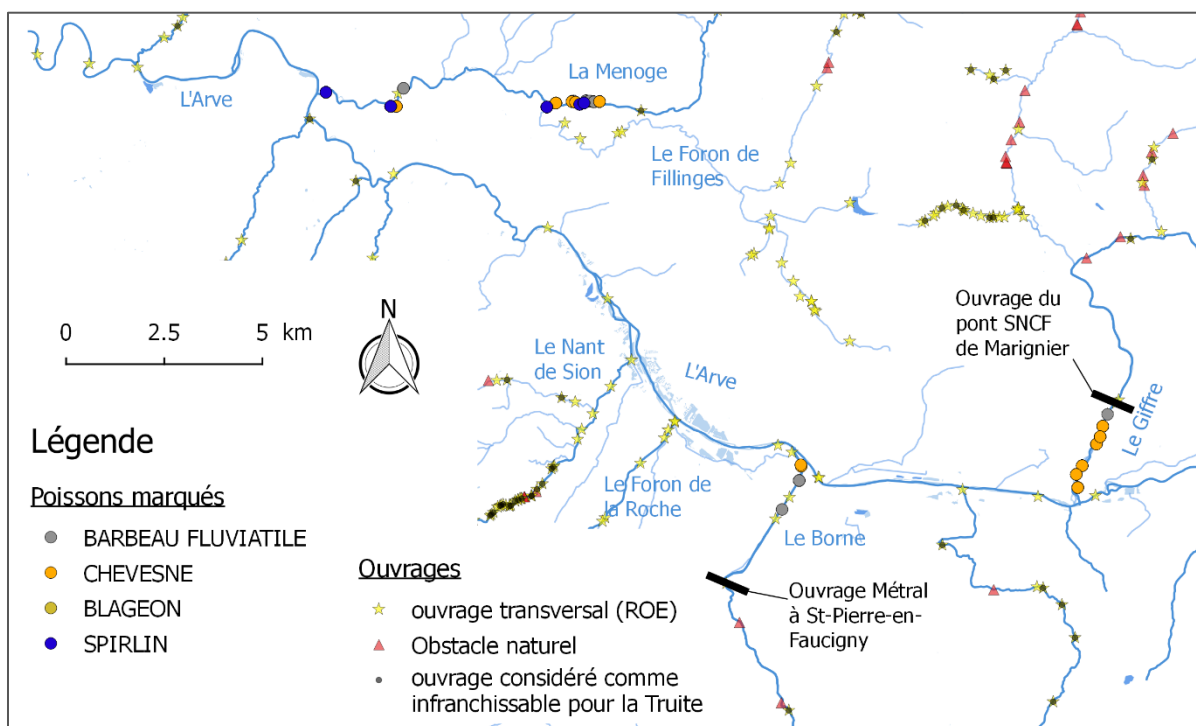 La Menoge
L'Arve
Le Foron de
Fillinges
Ouvrage du
pont SNCF
de Marignier
N
0 2.5 5 km
Le Nant
de Sion
L'Arve
Le Giffre
Légende
Le Foron de
la Roche
Poissons marqués
Le Borne
BARBEAU FLUVIATILE
Ouvrages
CHEVESNE
ouvrage transversal (ROE)
Ouvrage Métral
à St-Pierre-en-
Faucigny
BLAGEON
Obstacle naturel
SPIRLIN
ouvrage considéré comme
infranchissable pour la Truite